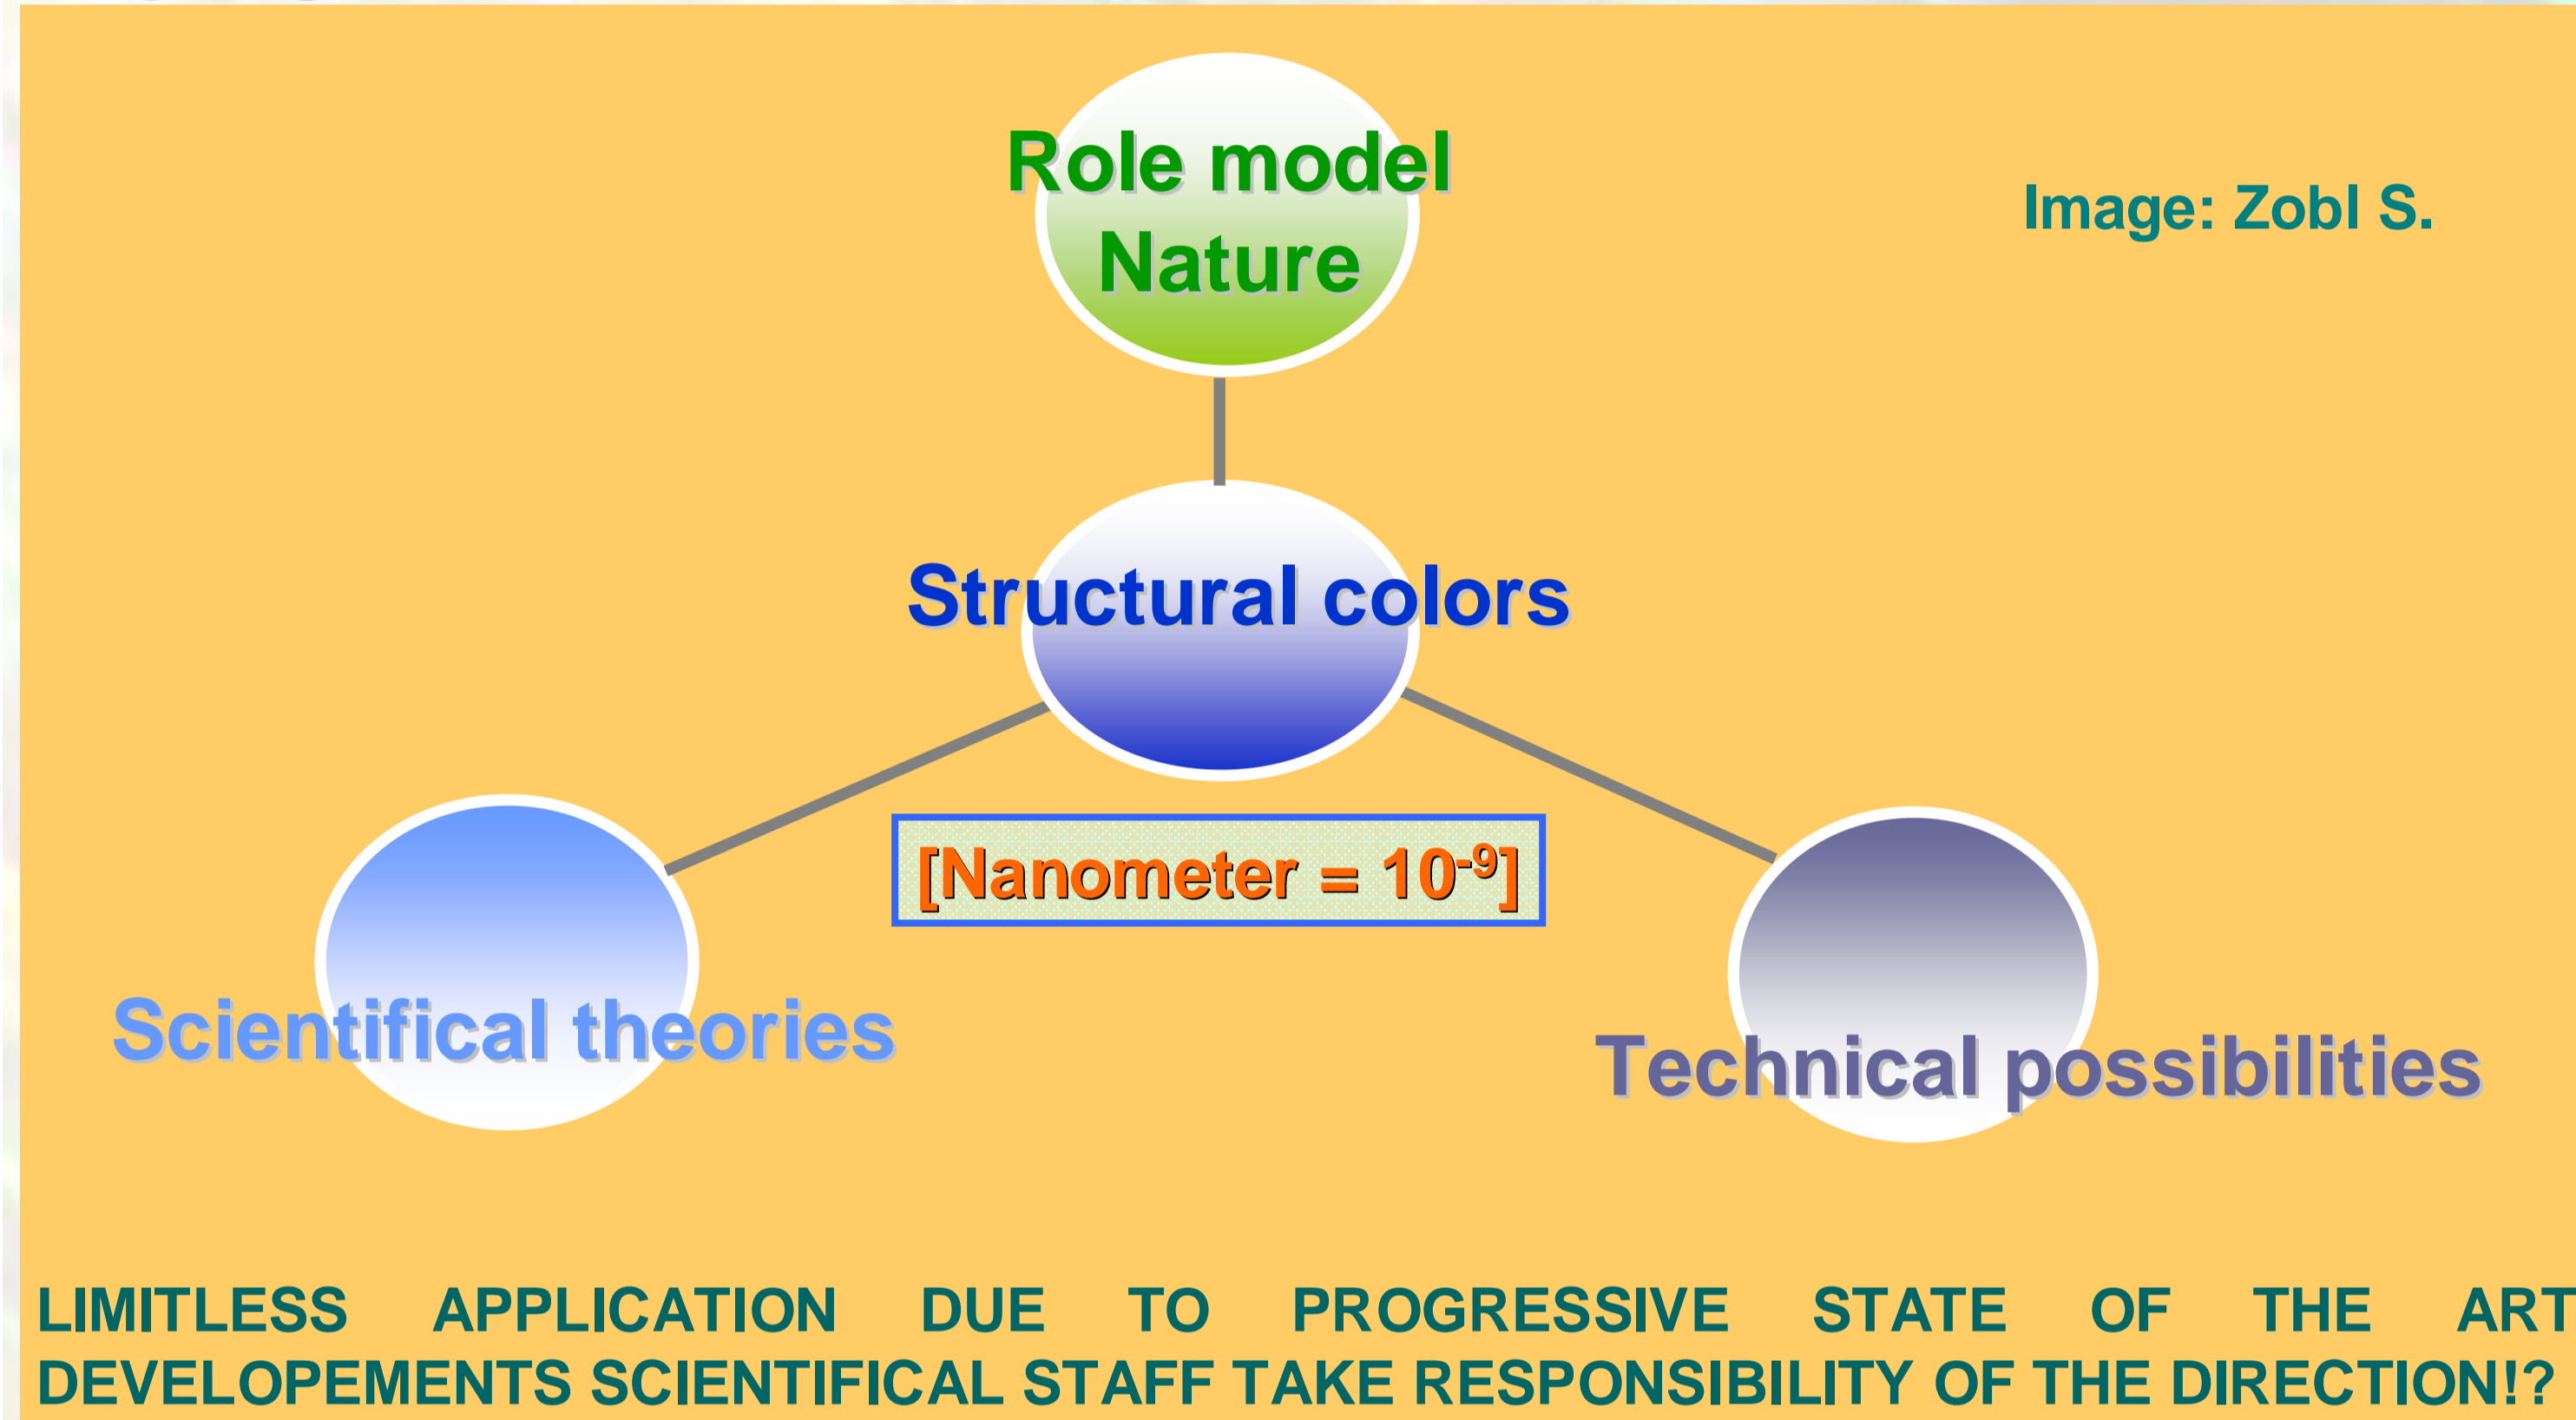 Role model
Nature
Image: Zobl S.
Structural colors
[Nanometer = 10⁻⁹]
Scientifical theories
Technical possibilities
LIMITLESS APPLICATION DUE TO PROGRESSIVE STATE OF THE ART
DEVELOPEMENTS SCIENTIFICAL STAFF TAKE RESPONSIBILITY OF THE DIRECTION!?